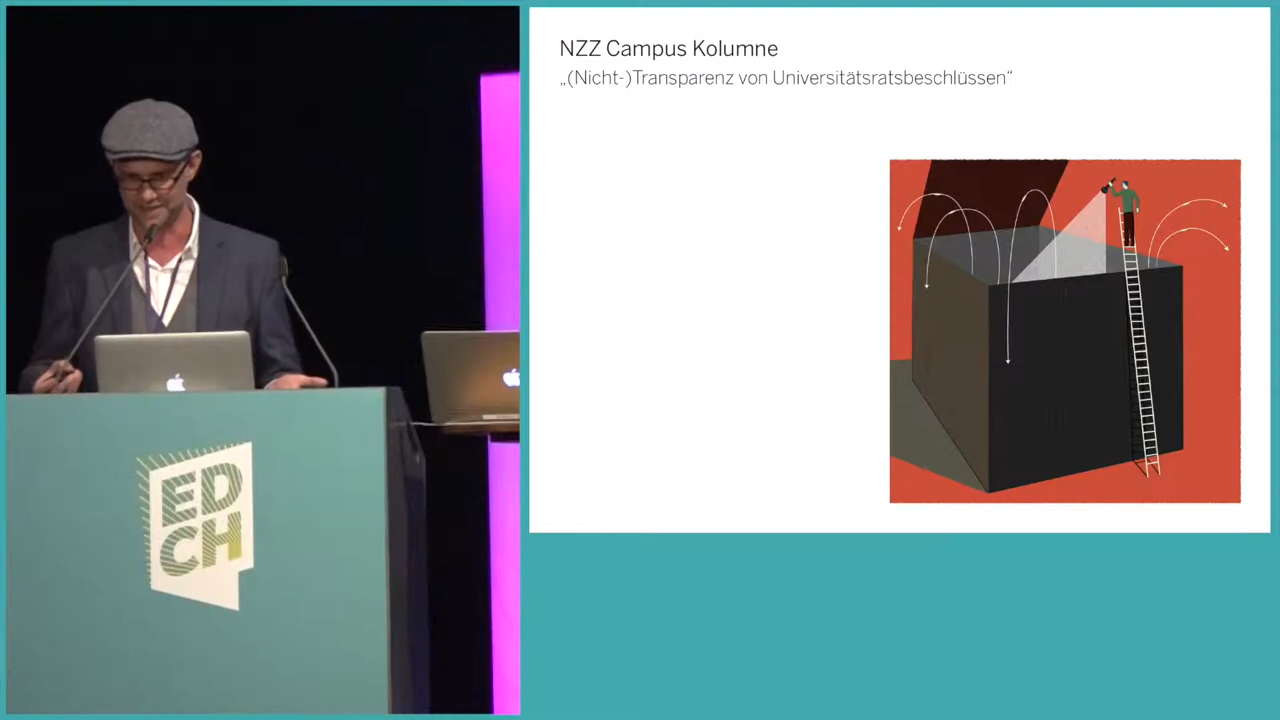 NZZ Campus Kolumne
„(Nicht-)Transparenz von Universitätsratsbeschlüssen“
ED
CH